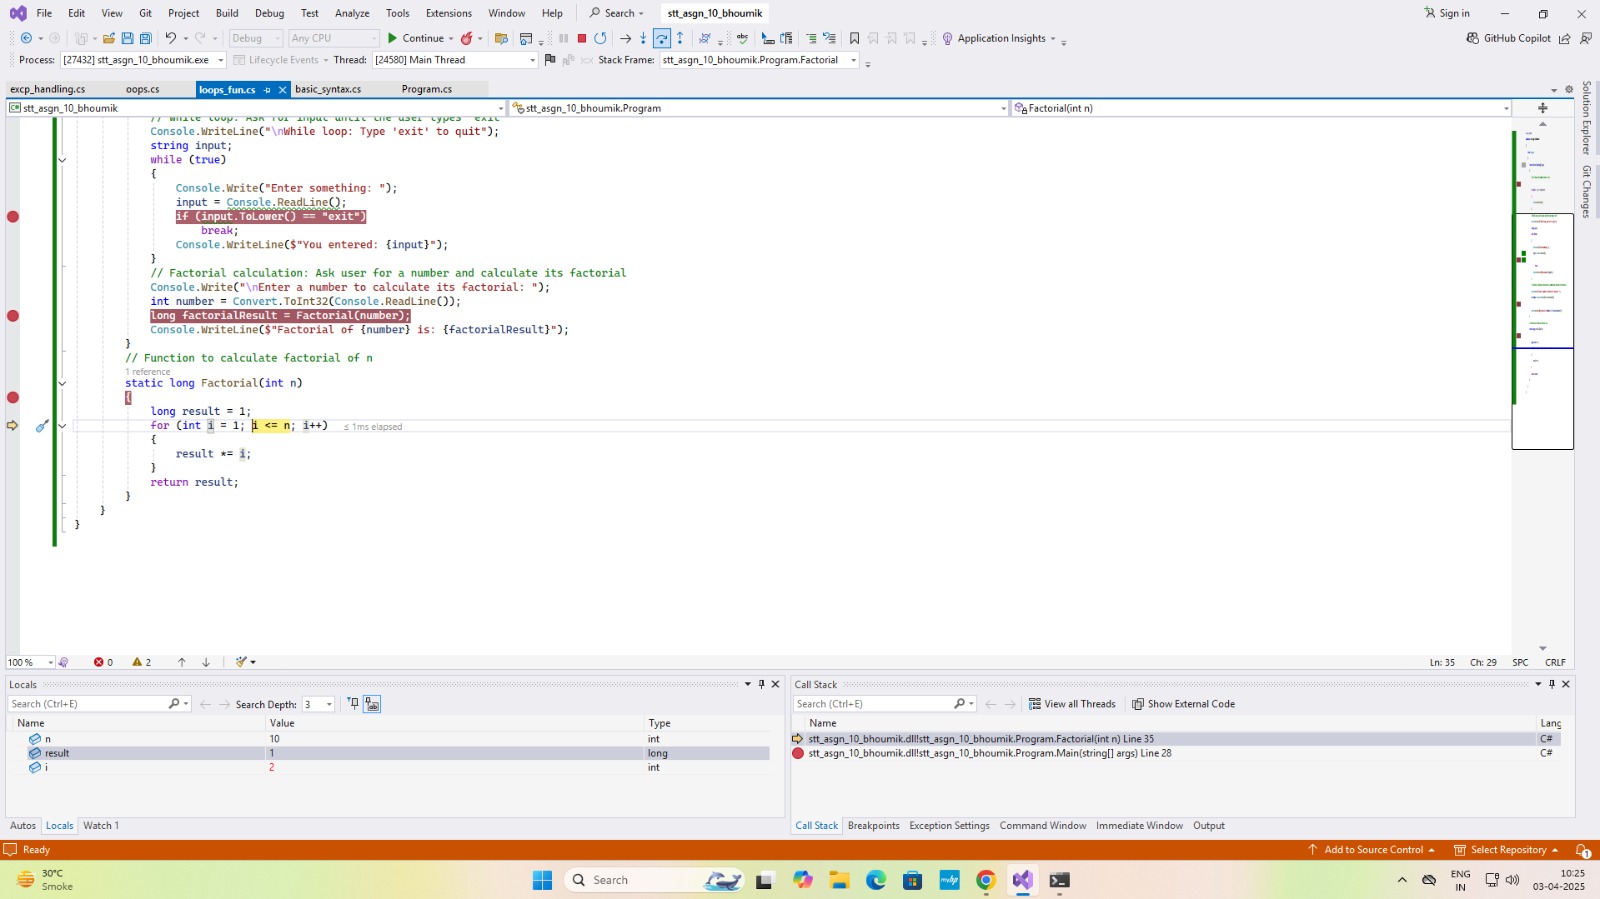 File Edit View Git Project Build Debug Test Analyze Tools Extensions Window Help Search stt_asgn_10_bhoumik Sign in
Debug Any CPU Continue Application Insights GitHub Copilot
Process: [27432] stt_asgn_10_bhoumik.exe Lifecycle Events Thread: [24580] Main Thread Stack Frame: stt_asgn_10_bhoumik.Program.Factorial
excp_handling.cs oops.cs loops_fun.cs basic_syntax.cs Program.cs
stt_asgn_10_bhoumik stt_asgn_10_bhoumik.Program Factorial(int n)
// While loop: Ask for input until the user types 'exit'
Console.WriteLine("\nWhile loop: Type 'exit' to quit");
string input;
while (true)
{
Console.Write("Enter something: ");
input = Console.ReadLine();
if (input.ToLower() == "exit")
break;
Console.WriteLine($"You entered: {input}");
}
// Factorial calculation: Ask user for a number and calculate its factorial
Console.Write("\nEnter a number to calculate its factorial: ");
int number = Convert.ToInt32(Console.ReadLine());
long factorialResult = Factorial(number);
Console.WriteLine($"Factorial of {number} is: {factorialResult}");
}
// Function to calculate factorial of n
1 reference
static long Factorial(int n)
{
long result = 1;
for (int i = 1; i <= n; i++) ≤ 1ms elapsed
{
result *= i;
}
return result;
}
}
}
Solution Explorer
Git Changes
100 % 0 2 Ln: 35 Ch: 29 SPC CRLF
Locals
Search (Ctrl+E) Search Depth: 3
Name Value Type
n 10 int
result 1 long
i 2 int
Autos Locals Watch 1
Call Stack
Search (Ctrl+E) View all Threads Show External Code
Name Lang
stt_asgn_10_bhoumik.dll!stt_asgn_10_bhoumik.Program.Factorial(int n) Line 35 C#
stt_asgn_10_bhoumik.dll!stt_asgn_10_bhoumik.Program.Main(string[] args) Line 28 C#
Call Stack Breakpoints Exception Settings Command Window Immediate Window Output
Ready Add to Source Control Select Repository 1
30°C
Smoke
Search
ENG
IN
10:25
03-04-2025